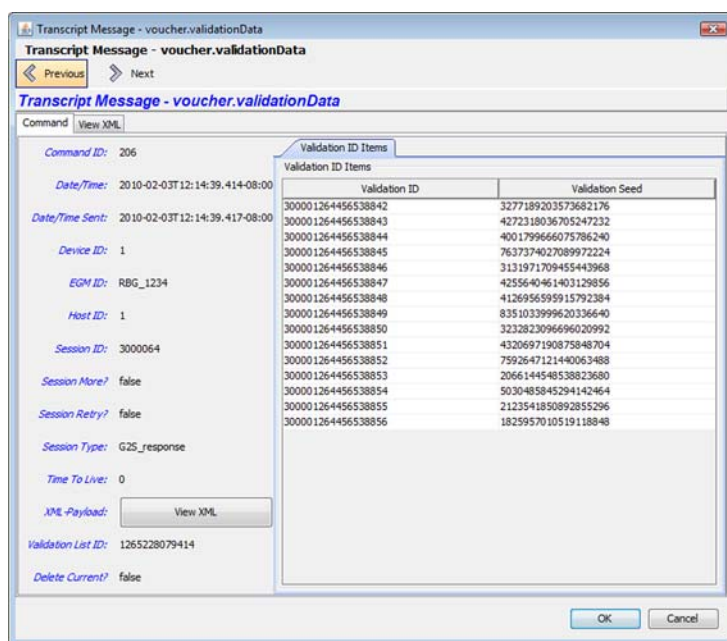 Transcript Message - voucher.validationData
Transcript Message - voucher.validationData
Previous Next
Transcript Message - voucher.validationData
Command View XML
Command ID: 206
Date/Time: 2010-02-03T12:14:39.414-08:00
Date/Time Sent: 2010-02-03T12:14:39.417-08:00
Device ID: 1
EGM ID: RBG_1234
Host ID: 1
Session ID: 3000064
Session More? false
Session Retry? false
Session Type: G2S_response
Time To Live: 0
XML-Payload: View XML
Validation List ID: 1265228079414
Delete Current? false
Validation ID Items
Validation ID Items
Validation ID Validation Seed
300001264456538842 3277189203573682176
300001264456538843 4272318036705247232
300001264456538844 4001799666075786240
300001264456538845 7637374027089972224
300001264456538846 3131971709455443968
300001264456538847 4255640461403129856
300001264456538848 4126956595915792384
300001264456538849 8351033999620336640
300001264456538850 3232823096696020992
300001264456538851 4320697190875848704
300001264456538852 7592647121440063488
300001264456538853 2066144548538823680
300001264456538854 5030485845294142464
300001264456538855 2123541850892855296
300001264456538856 1825957010519118848
OK Cancel